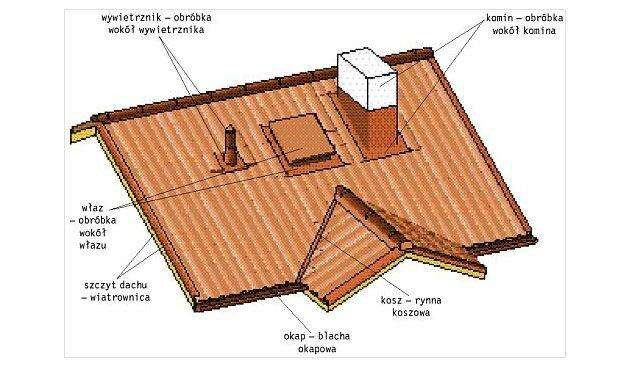 wywietrznik – obróbka
wokół wywietrznika
komin – obróbka
wokół komina
właz
– obróbka
wokół
włazu
szczyt dachu
– wiatrownica
kosz – rynna
koszowa
okap – blacha
okapowa